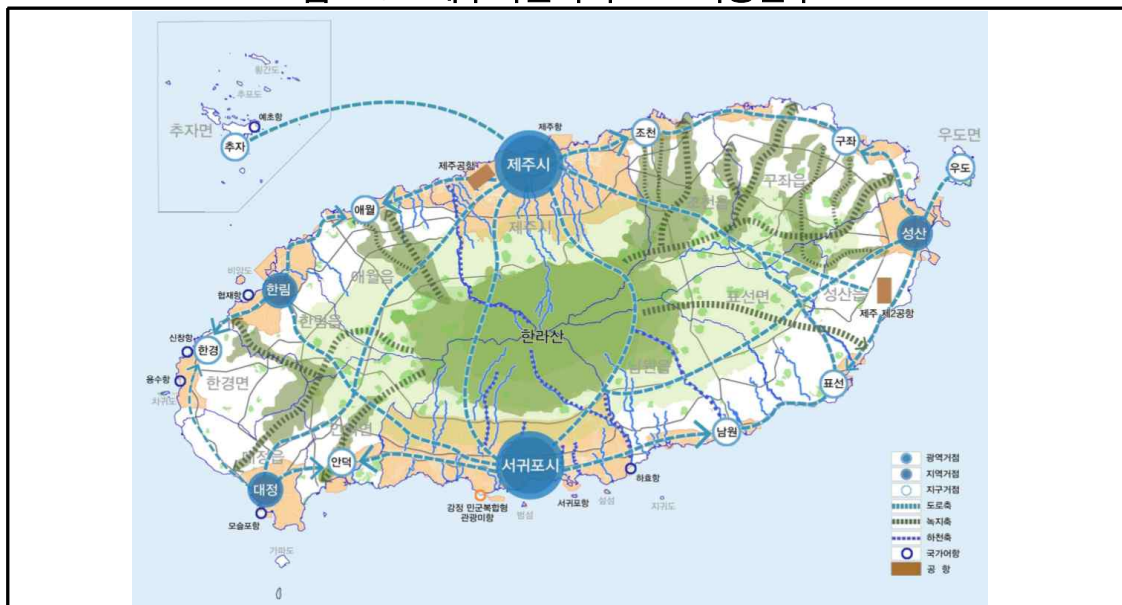 횡간도
추포도
예초항
추자면
추자
제주항
제주시
제주공항
조천
구좌
우도면
우도
구좌읍
조천읍
애월
제주시
성산
애월읍
비양도
협재항
한림
한림읍
표선면
성산읍
제주 제2공항
신창항
한경
한라산
남원읍
용수항
한경면
차귀도
표선
안덕면
대정읍
남원
안덕
서귀포시
대정
하효항
모슬포항
강정 민군복합형
관광미항
범섬
서귀포항
섭섬
지귀도
가파도
광역거점
지역거점
지구거점
도로축
녹지축
하천축
국가어항
공 항